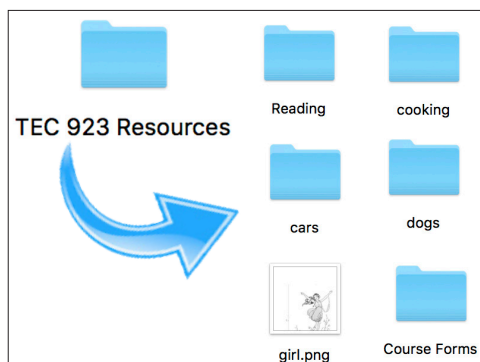 Reading
cooking
TEC 923 Resources
cars
dogs
girl.png
Course Forms